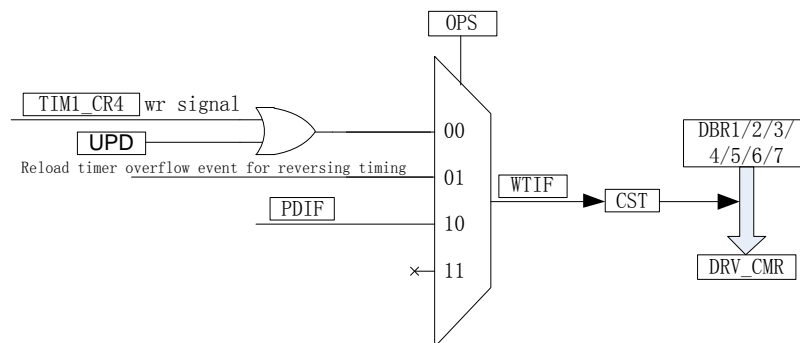 OPS
TIM1_CR4 wr signal
UPD
00
Reload timer overflow event for reversing timing
01
PDIF
10
11
WTIF
CST
DBR1/2/3/
4/5/6/7
DRV_CMR